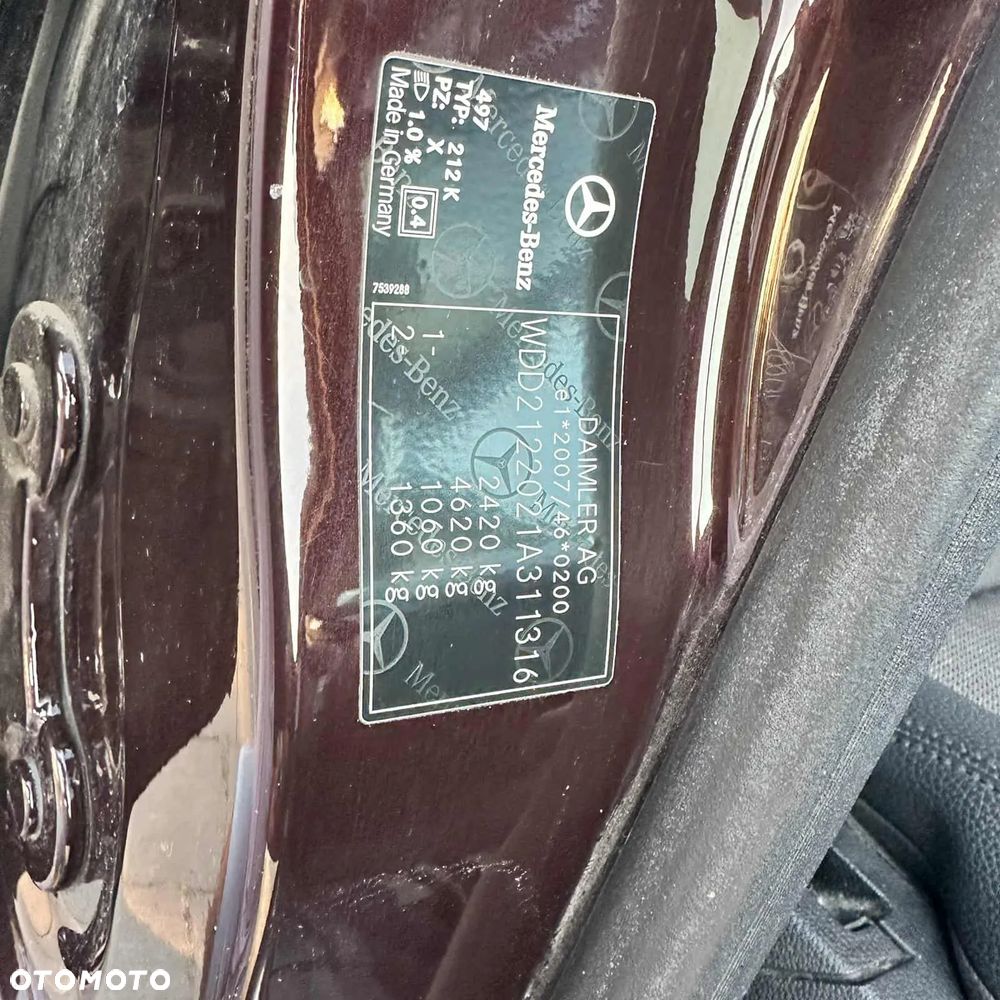 Mercedes-Benz
497
TYP: 212 K
PZ: X
1.0 % 0.4
Made in Germany
7539288
DAIMLER AG
e1*2007/46*0200
WDD2122021A311316
2420 kg
4620 kg
1- 1060 kg
2- 1360 kg
OTOMOTO